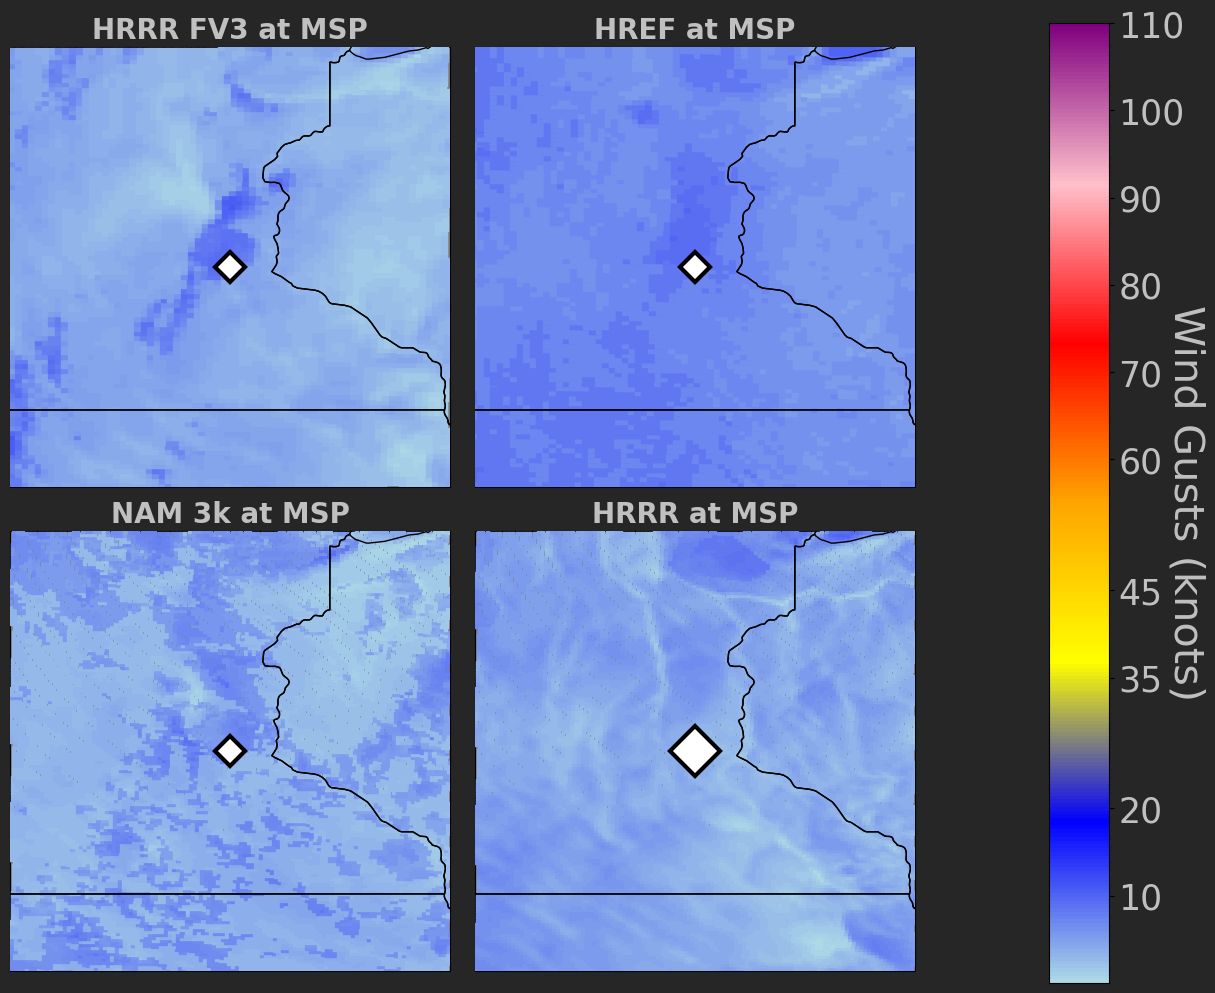 HRRR FV3 at MSP
HREF at MSP
NAM 3k at MSP
HRRR at MSP
110
100
90
80
70
60
45
35
20
10
Wind Gusts (knots)